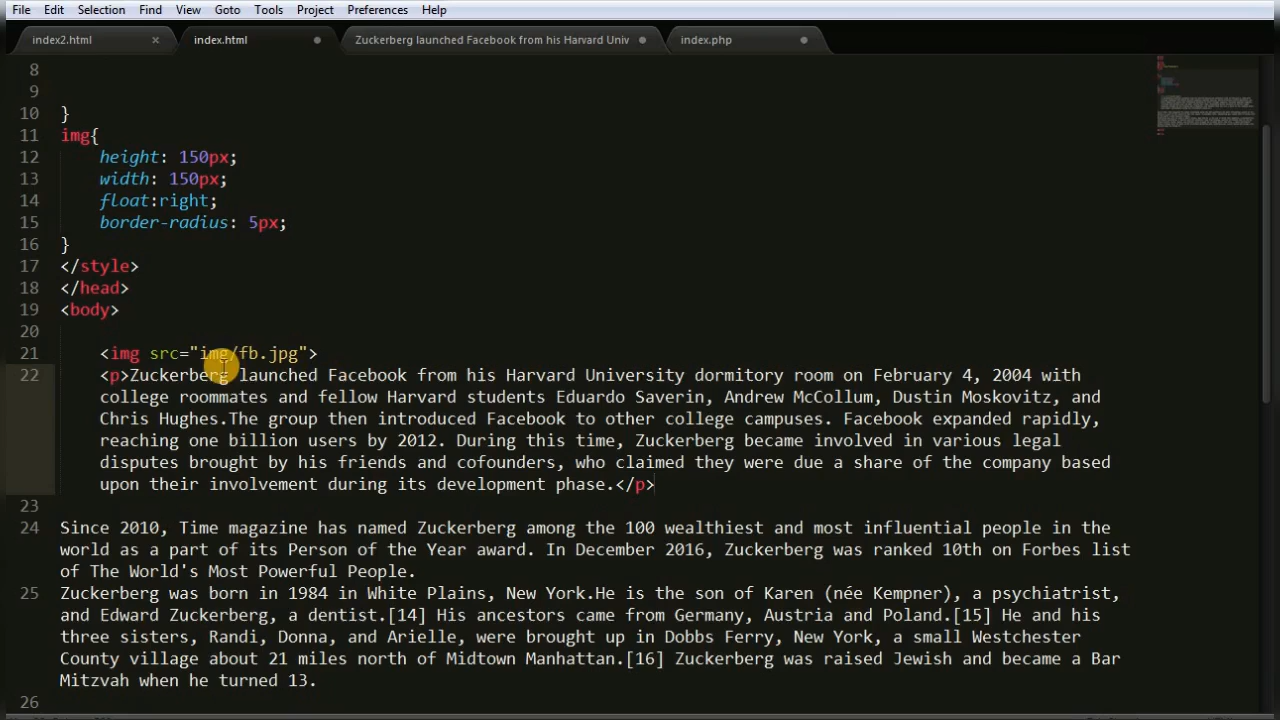 File Edit Selection Find View Goto Tools Project Preferences Help
index2.html × index.html Zuckerberg launched Facebook from his Harvard Univ index.php
8
9
10 }
11 img{
12 height: 150px;
13 width: 150px;
14 float:right;
15 border-radius: 5px;
16 }
17 </style>
18 </head>
19 <body>
20
21 <img src="img/fb.jpg">
22 <p>Zuckerberg launched Facebook from his Harvard University dormitory room on February 4, 2004 with
college roommates and fellow Harvard students Eduardo Saverin, Andrew McCollum, Dustin Moskovitz, and
Chris Hughes.The group then introduced Facebook to other college campuses. Facebook expanded rapidly,
reaching one billion users by 2012. During this time, Zuckerberg became involved in various legal
disputes brought by his friends and cofounders, who claimed they were due a share of the company based
upon their involvement during its development phase.</p>
23
24 Since 2010, Time magazine has named Zuckerberg among the 100 wealthiest and most influential people in the
world as a part of its Person of the Year award. In December 2016, Zuckerberg was ranked 10th on Forbes list
of The World's Most Powerful People.
25 Zuckerberg was born in 1984 in White Plains, New York.He is the son of Karen (née Kempner), a psychiatrist,
and Edward Zuckerberg, a dentist.[14] His ancestors came from Germany, Austria and Poland.[15] He and his
three sisters, Randi, Donna, and Arielle, were brought up in Dobbs Ferry, New York, a small Westchester
County village about 21 miles north of Midtown Manhattan.[16] Zuckerberg was raised Jewish and became a Bar
Mitzvah when he turned 13.
26